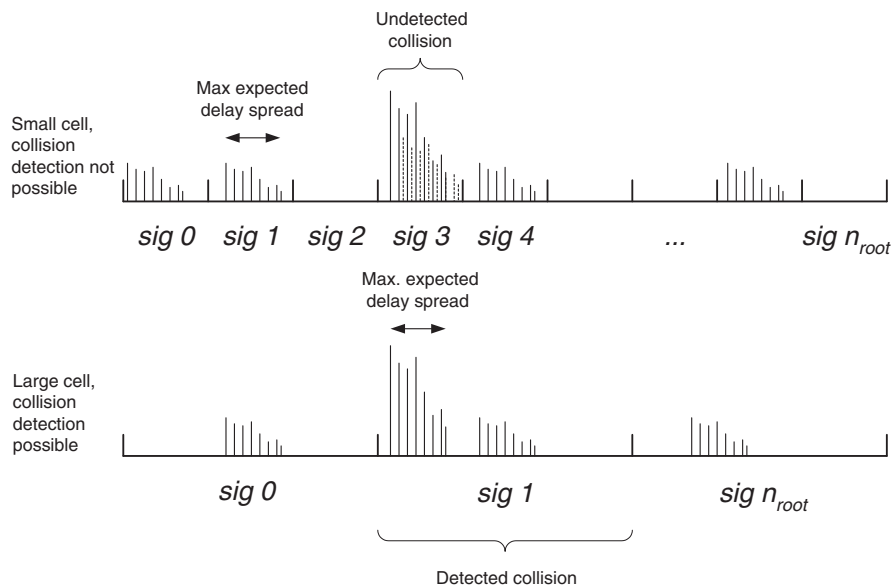 Undetected
collision
Max expected
delay spread
Small cell,
collision
detection not
possible
sig 0 sig 1 sig 2 sig 3 sig 4 ... sig n_root
Max. expected
delay spread
Large cell,
collision
detection
possible
sig 0 sig 1 sig n_root
Detected collision